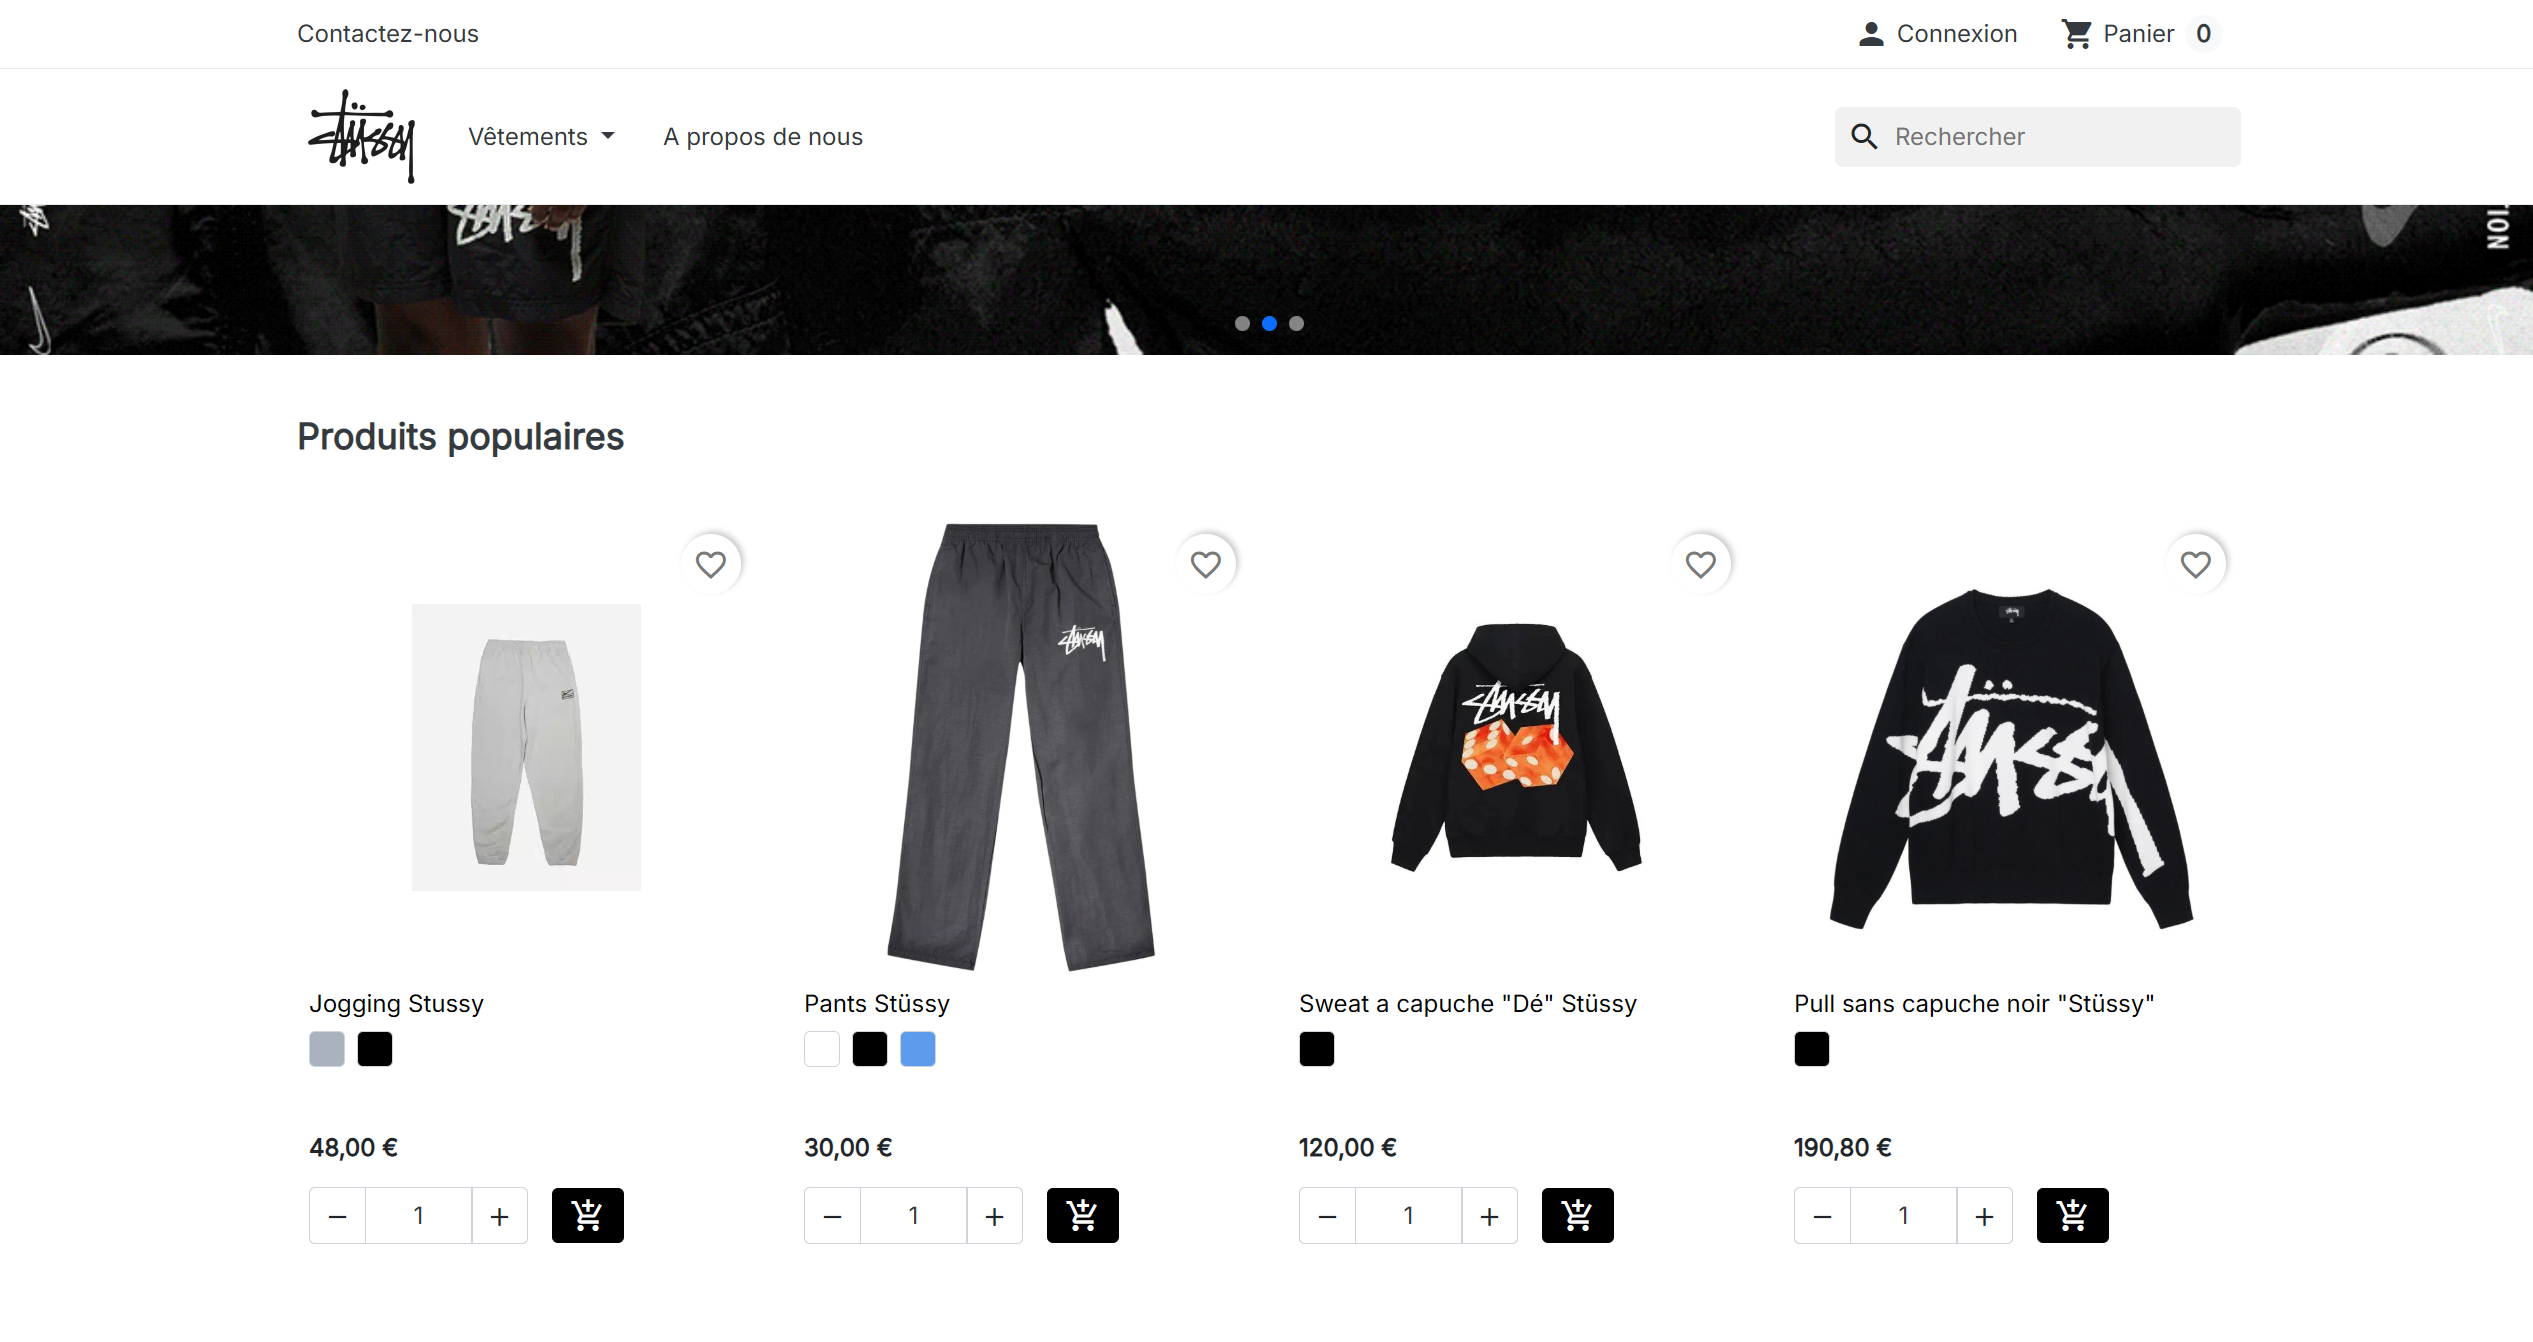 Contactez-nous
Connexion
Panier 0
Stüssy
Vêtements
A propos de nous
Rechercher
Produits populaires
Jogging Stussy
Pants Stüssy
Sweat a capuche "Dé" Stüssy
Pull sans capuche noir "Stüssy"
48,00 €
30,00 €
120,00 €
190,80 €
1
1
1
1